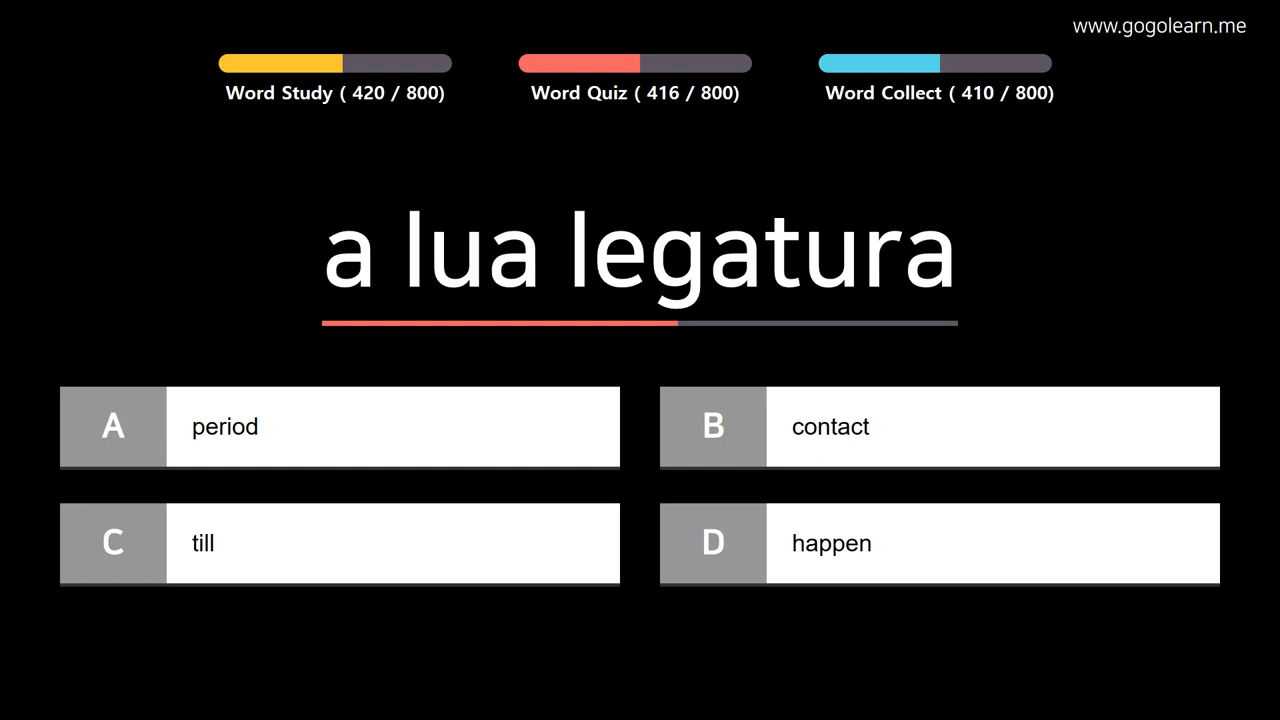 www.gogolearn.me
Word Study ( 420 / 800)
Word Quiz ( 416 / 800)
Word Collect ( 410 / 800)
a lua legatura
A period
B contact
C till
D happen